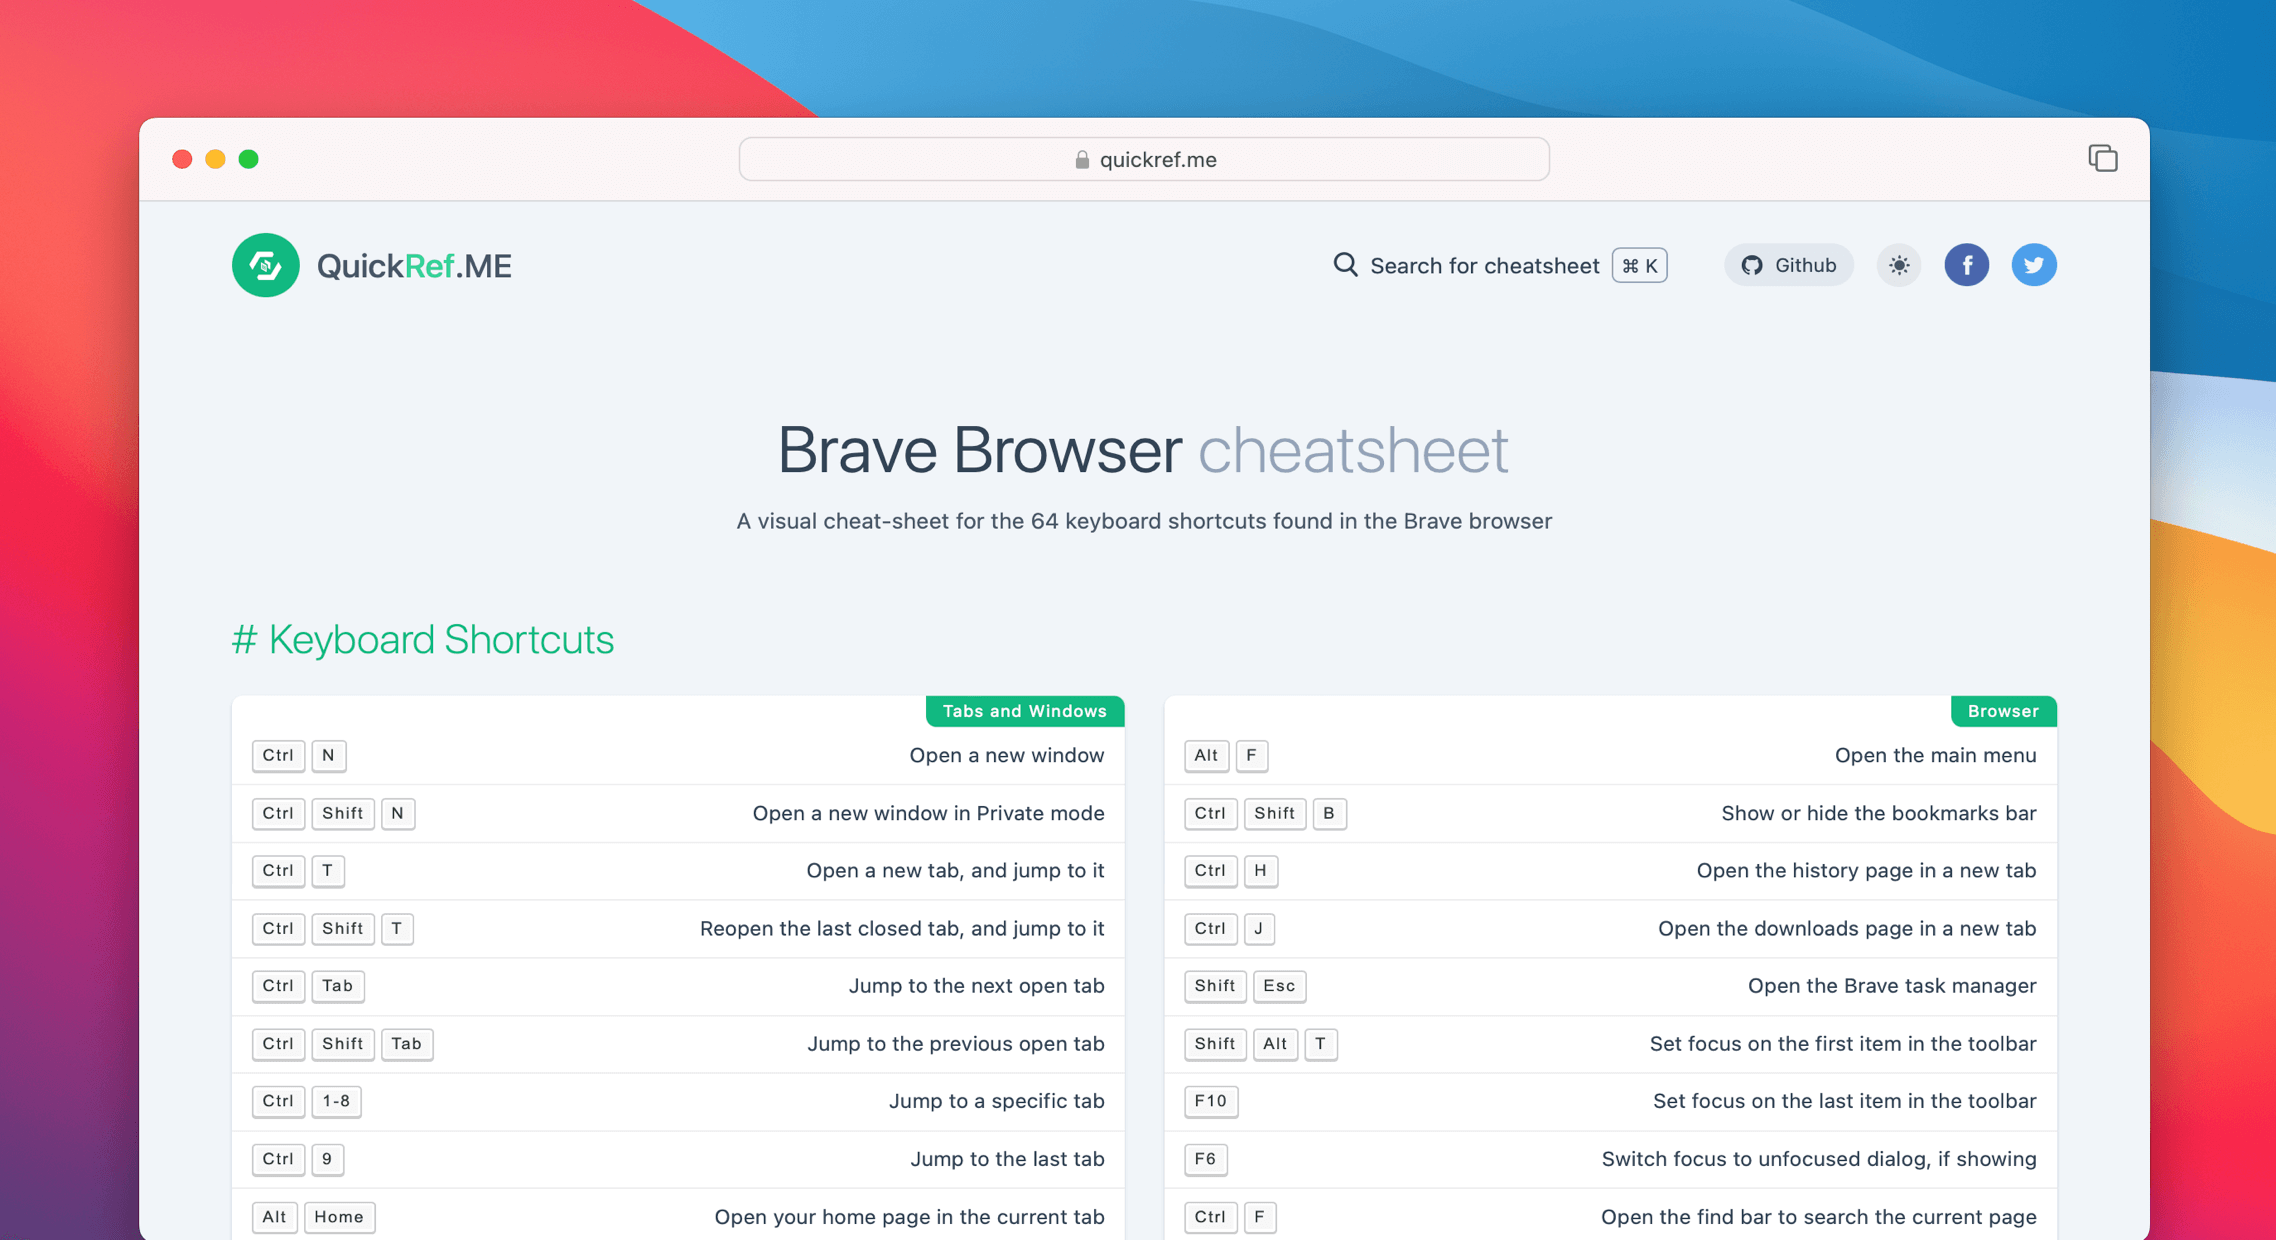 quickref.me
QuickRef.ME
Search for cheatsheet ⌘ K
Github
Brave Browser cheatsheet
A visual cheat-sheet for the 64 keyboard shortcuts found in the Brave browser
# Keyboard Shortcuts
Tabs and Windows
Ctrl N Open a new window
Ctrl Shift N Open a new window in Private mode
Ctrl T Open a new tab, and jump to it
Ctrl Shift T Reopen the last closed tab, and jump to it
Ctrl Tab Jump to the next open tab
Ctrl Shift Tab Jump to the previous open tab
Ctrl 1-8 Jump to a specific tab
Ctrl 9 Jump to the last tab
Alt Home Open your home page in the current tab
Browser
Alt F Open the main menu
Ctrl Shift B Show or hide the bookmarks bar
Ctrl H Open the history page in a new tab
Ctrl J Open the downloads page in a new tab
Shift Esc Open the Brave task manager
Shift Alt T Set focus on the first item in the toolbar
F10 Set focus on the last item in the toolbar
F6 Switch focus to unfocused dialog, if showing
Ctrl F Open the find bar to search the current page